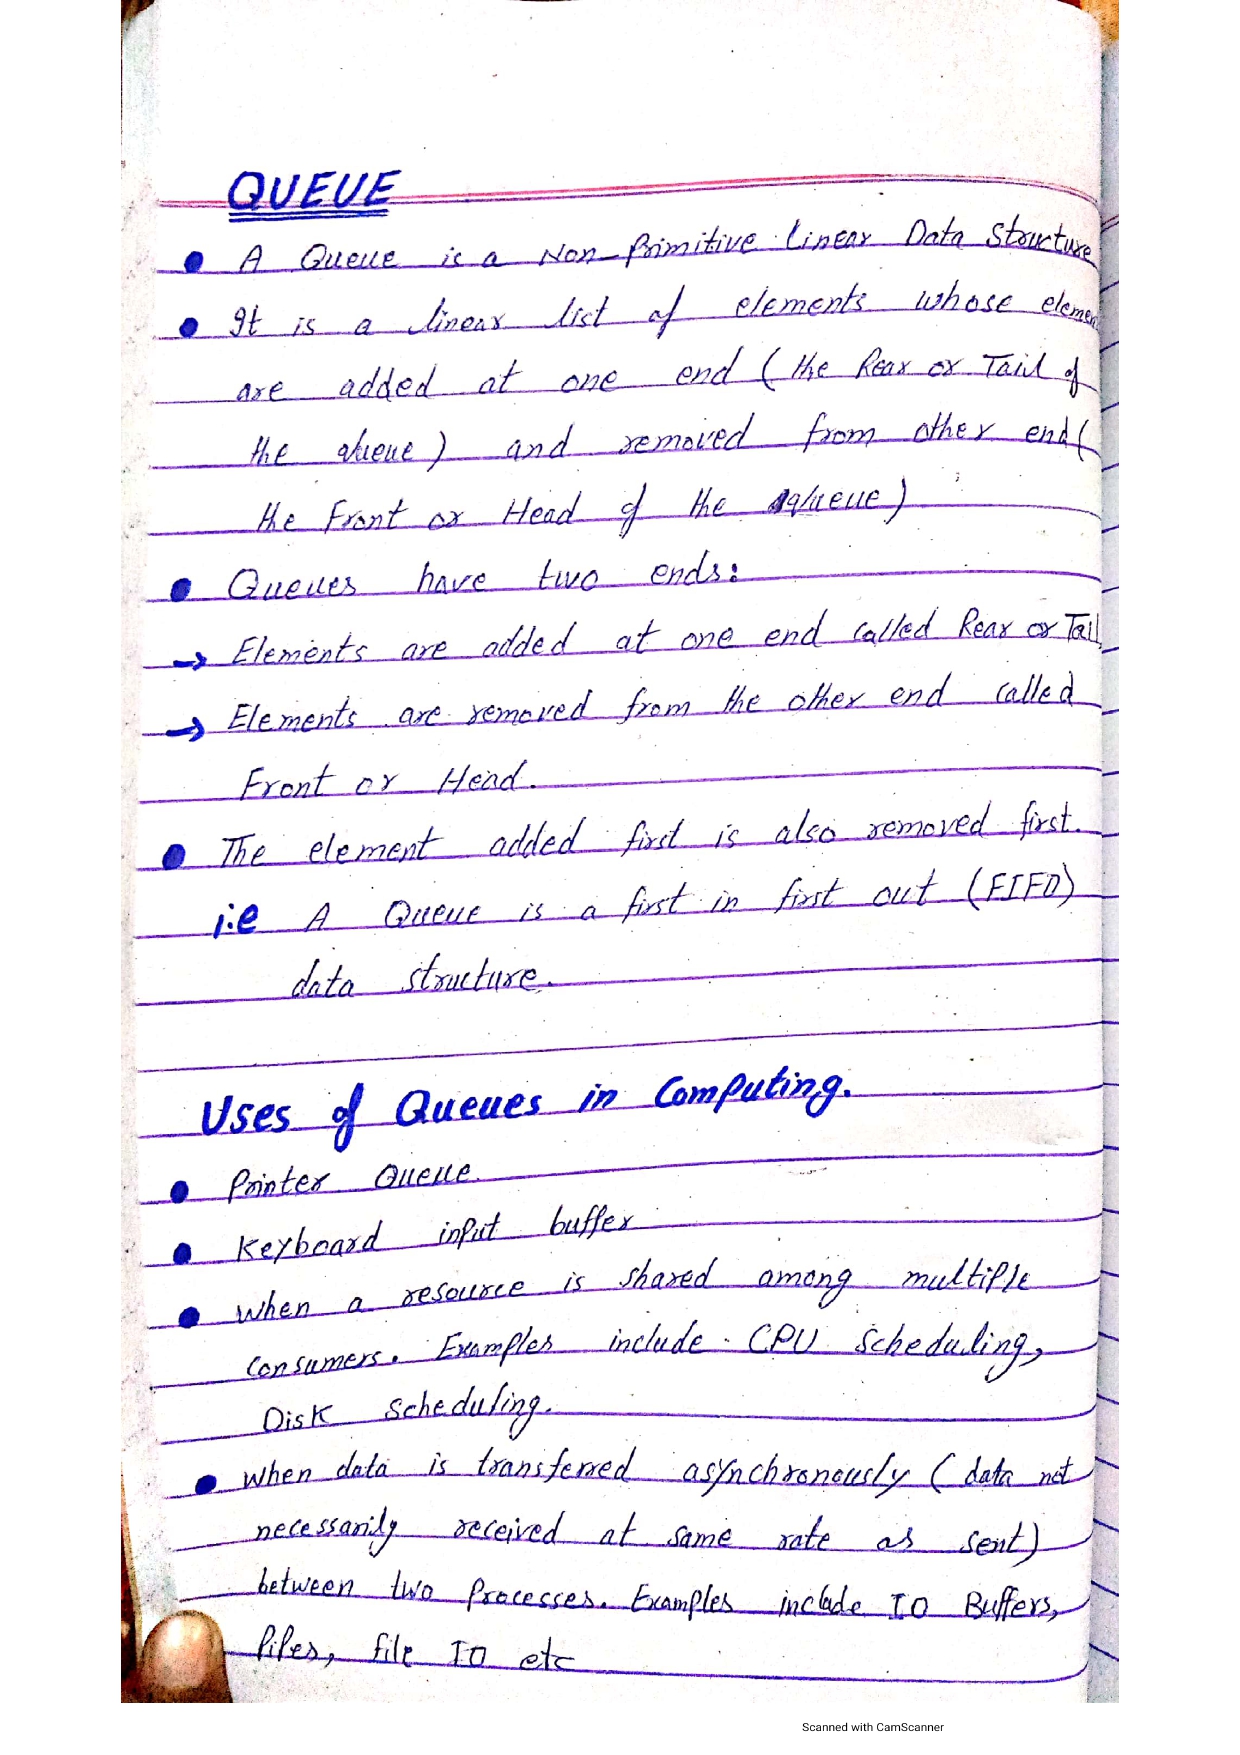 QUEUE
• A Queue is a Non-Primitive Linear Data Structure
• It is a linear list of elements whose elemen
are added at one end (the Rear or Tail of
the queue) and removed from other end(
the Front or Head of the queue)
• Queues have two ends:
→ Elements are added at one end called Rear or Tail
→ Elements are removed from the other end called
Front or Head.
• The element added first is also removed first.
i.e A Queue is a first in first out (FIFO)
data structure.
Uses of Queues in Computing.
• Printer Queue.
• Keyboard input buffer
• When a resource is shared among multiple
consumers. Examples include CPU Scheduling,
Disk Scheduling.
• When data is transferred asynchronously (data not
necessarily received at same rate as sent)
between two Processes. Examples include IO Buffers,
Pipes, file IO etc
Scanned with CamScanner